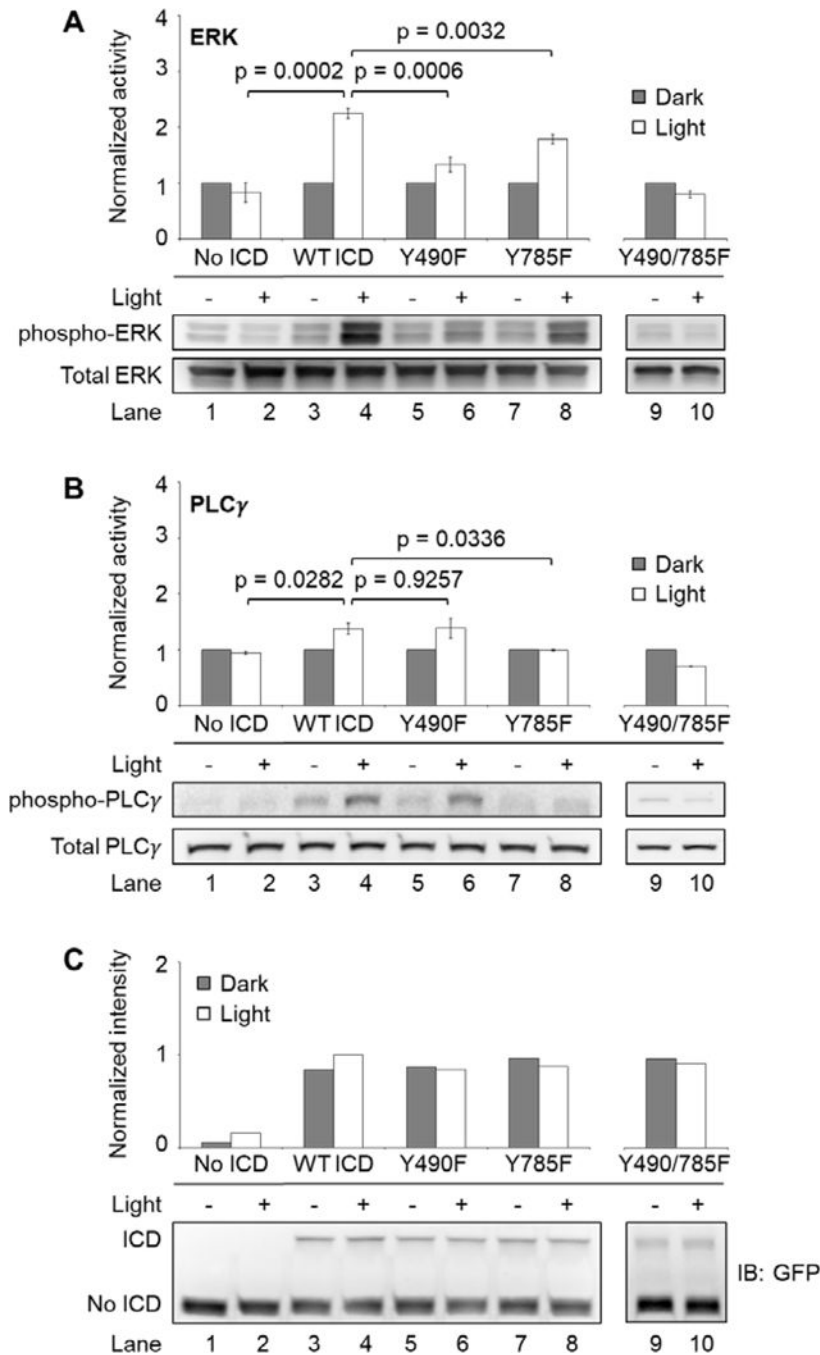 A
ERK
Normalized activity
4
3
2
1
0
p = 0.0032
p = 0.0002 p = 0.0006
Dark
Light
No ICD WT ICD Y490F Y785F Y490/785F
Light - + - + - + - + - +
phospho-ERK
Total ERK
Lane 1 2 3 4 5 6 7 8 9 10
B
PLCγ
Normalized activity
4
3
2
1
0
p = 0.0336
p = 0.0282 p = 0.9257
Dark
Light
No ICD WT ICD Y490F Y785F Y490/785F
Light - + - + - + - + - +
phospho-PLCγ
Total PLCγ
Lane 1 2 3 4 5 6 7 8 9 10
C
Normalized intensity
2
1
0
Dark
Light
No ICD WT ICD Y490F Y785F Y490/785F
Light - + - + - + - + - +
ICD
IB: GFP
No ICD
Lane 1 2 3 4 5 6 7 8 9 10